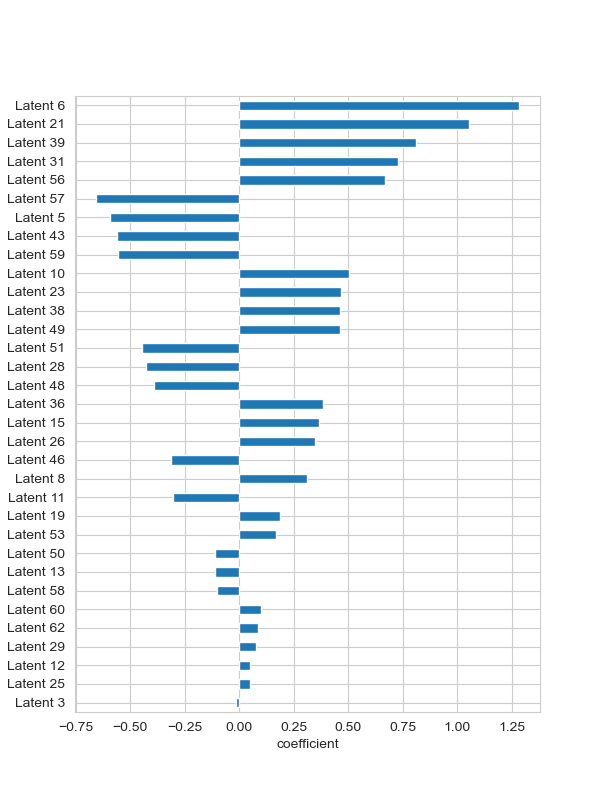 Latent 6
Latent 21
Latent 39
Latent 31
Latent 56
Latent 57
Latent 5
Latent 43
Latent 59
Latent 10
Latent 23
Latent 38
Latent 49
Latent 51
Latent 28
Latent 48
Latent 36
Latent 15
Latent 26
Latent 46
Latent 8
Latent 11
Latent 19
Latent 53
Latent 50
Latent 13
Latent 58
Latent 60
Latent 62
Latent 29
Latent 12
Latent 25
Latent 3
−0.75 −0.50 −0.25 0.00 0.25 0.50 0.75 1.00 1.25
coefficient